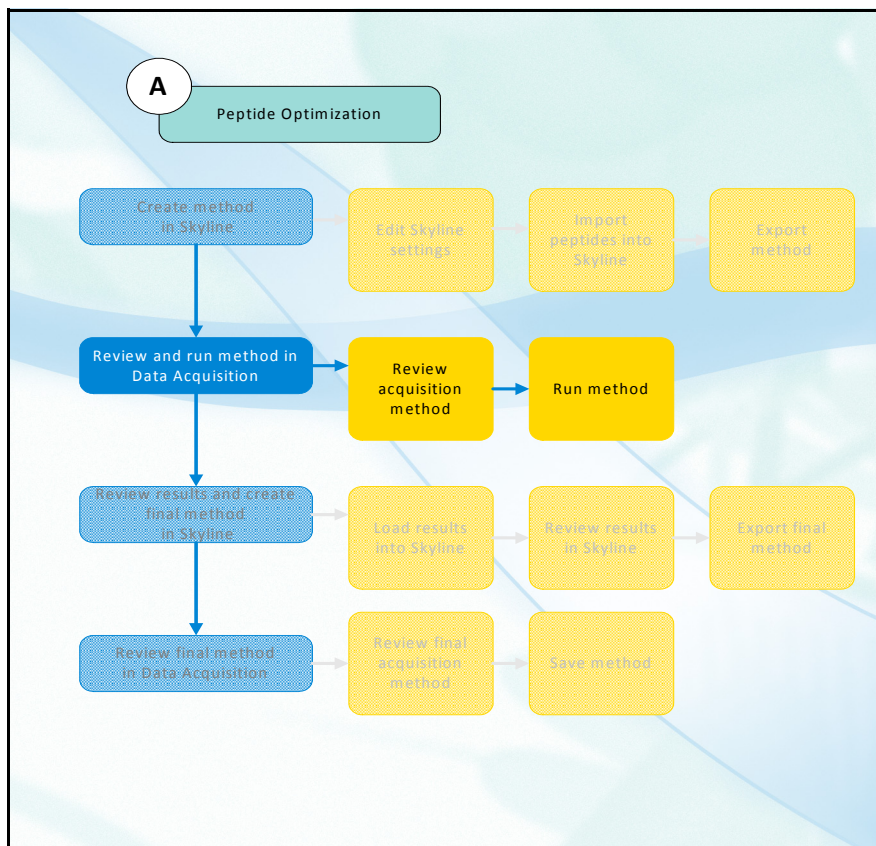 A
Peptide Optimization
Create method
in Skyline
Edit Skyline
settings
Import
peptides into
Skyline
Export
method
Review and run method in
Data Acquisition
Review
acquisition
method
Run method
Review results and create
final method
in Skyline
Load results
into Skyline
Review results
in Skyline
Export final
method
Review final method
in Data Acquisition
Review final
acquisition
method
Save method